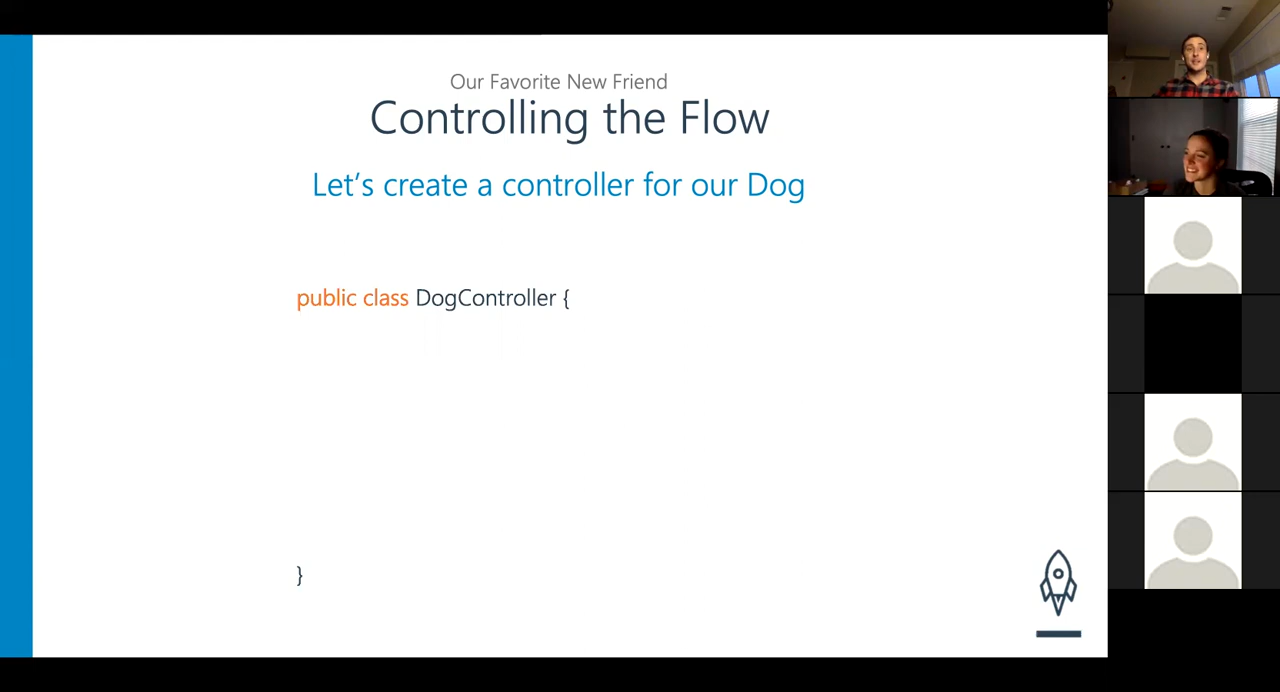 Our Favorite New Friend
Controlling the Flow
Let's create a controller for our Dog
public class DogController {
}